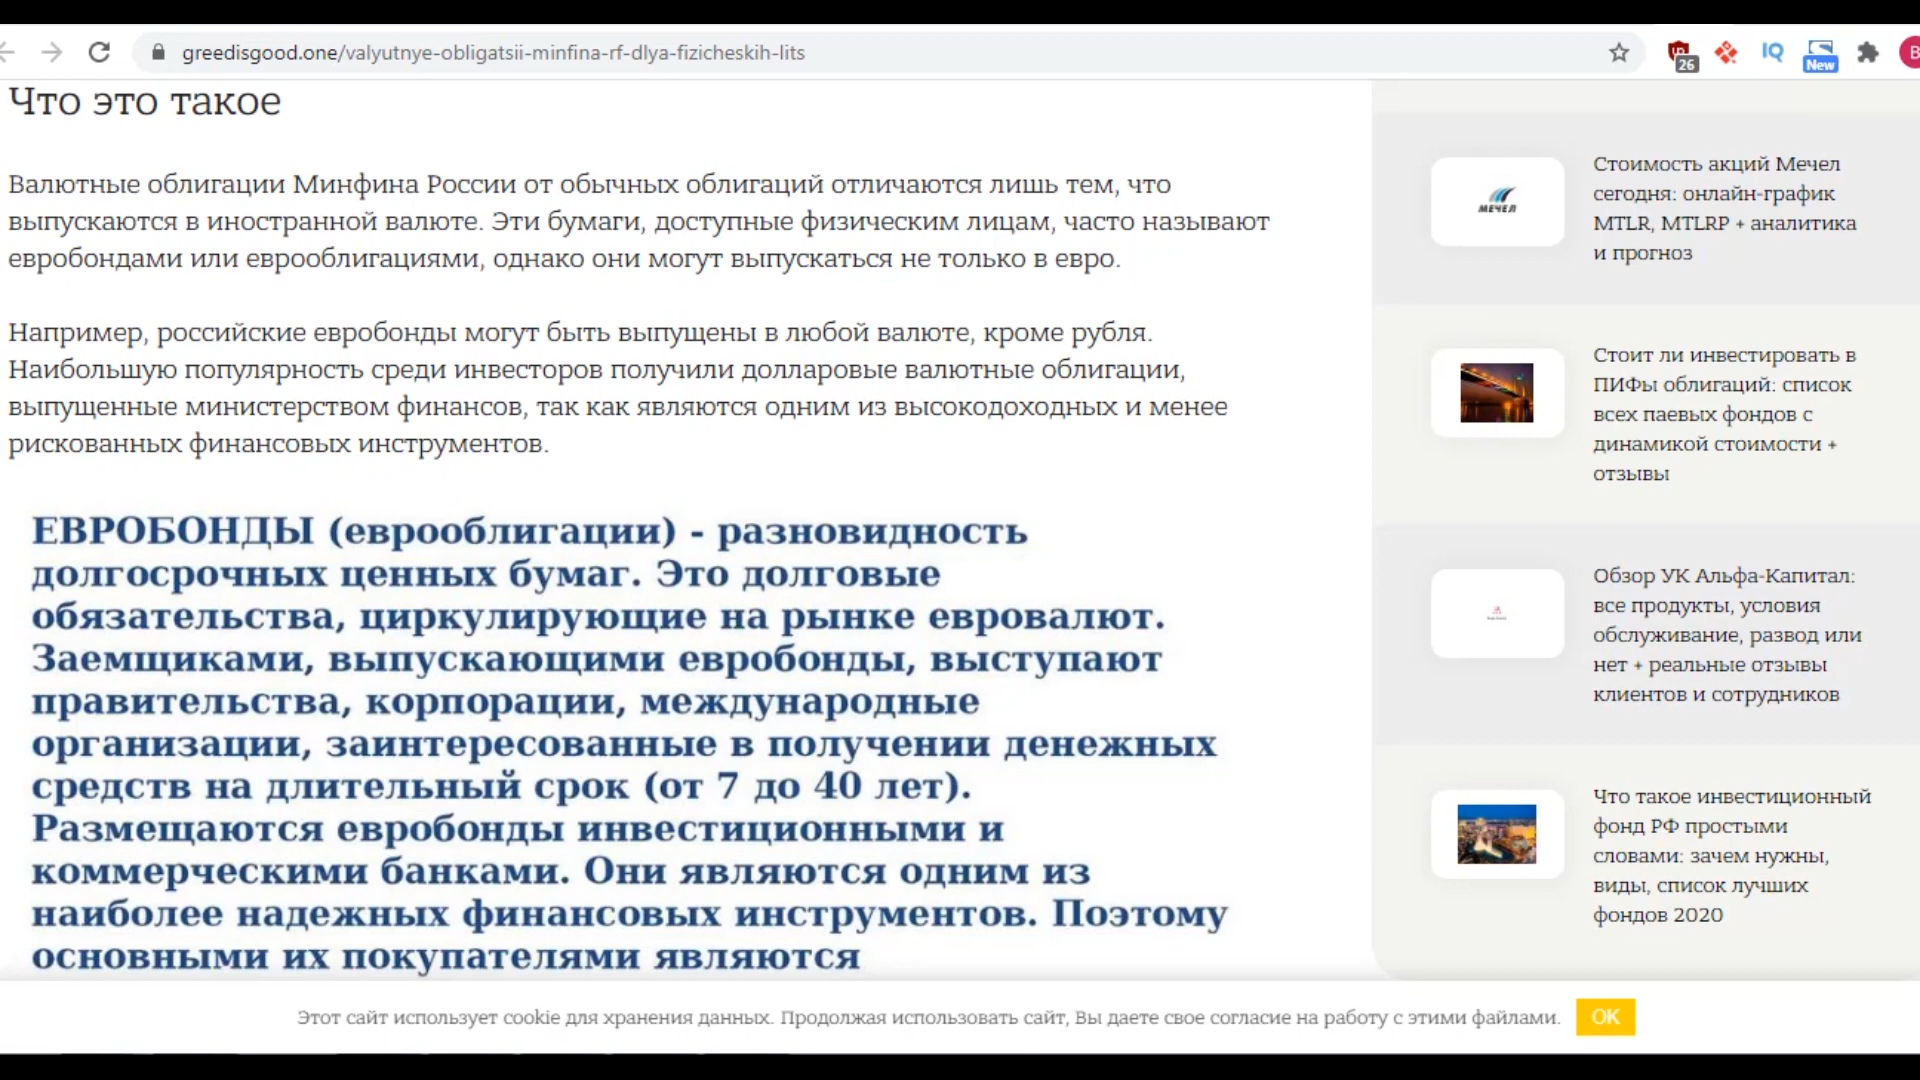 greedisgood.one/valyutnye-obligatsii-minfina-rf-dlya-fizicheskih-lits
26
IQ
New
B
Что это такое
Валютные облигации Минфина России от обычных облигаций отличаются лишь тем, что
выпускаются в иностранной валюте. Эти бумаги, доступные физическим лицам, часто называют
евробондами или еврооблигациями, однако они могут выпускаться не только в евро.
Например, российские евробонды могут быть выпущены в любой валюте, кроме рубля.
Наибольшую популярность среди инвесторов получили долларовые валютные облигации,
выпущенные министерством финансов, так как являются одним из высокодоходных и менее
рискованных финансовых инструментов.
ЕВРОБОНДЫ (еврооблигации) - разновидность
долгосрочных ценных бумаг. Это долговые
обязательства, циркулирующие на рынке евровалют.
Заемщиками, выпускающими евробонды, выступают
правительства, корпорации, международные
организации, заинтересованные в получении денежных
средств на длительный срок (от 7 до 40 лет).
Размещаются евробонды инвестиционными и
коммерческими банками. Они являются одним из
наиболее надежных финансовых инструментов. Поэтому
основными их покупателями являются
МЕЧЕЛ
Стоимость акций Мечел
сегодня: онлайн-график
MTLR, MTLRP + аналитика
и прогноз
Стоит ли инвестировать в
ПИФы облигаций: список
всех паевых фондов с
динамикой стоимости +
отзывы
Обзор УК Альфа-Капитал:
все продукты, условия
обслуживание, развод или
нет + реальные отзывы
клиентов и сотрудников
Что такое инвестиционный
фонд РФ простыми
словами: зачем нужны,
виды, список лучших
фондов 2020
Этот сайт использует cookie для хранения данных. Продолжая использовать сайт, Вы даете свое согласие на работу с этими файлами.
OK